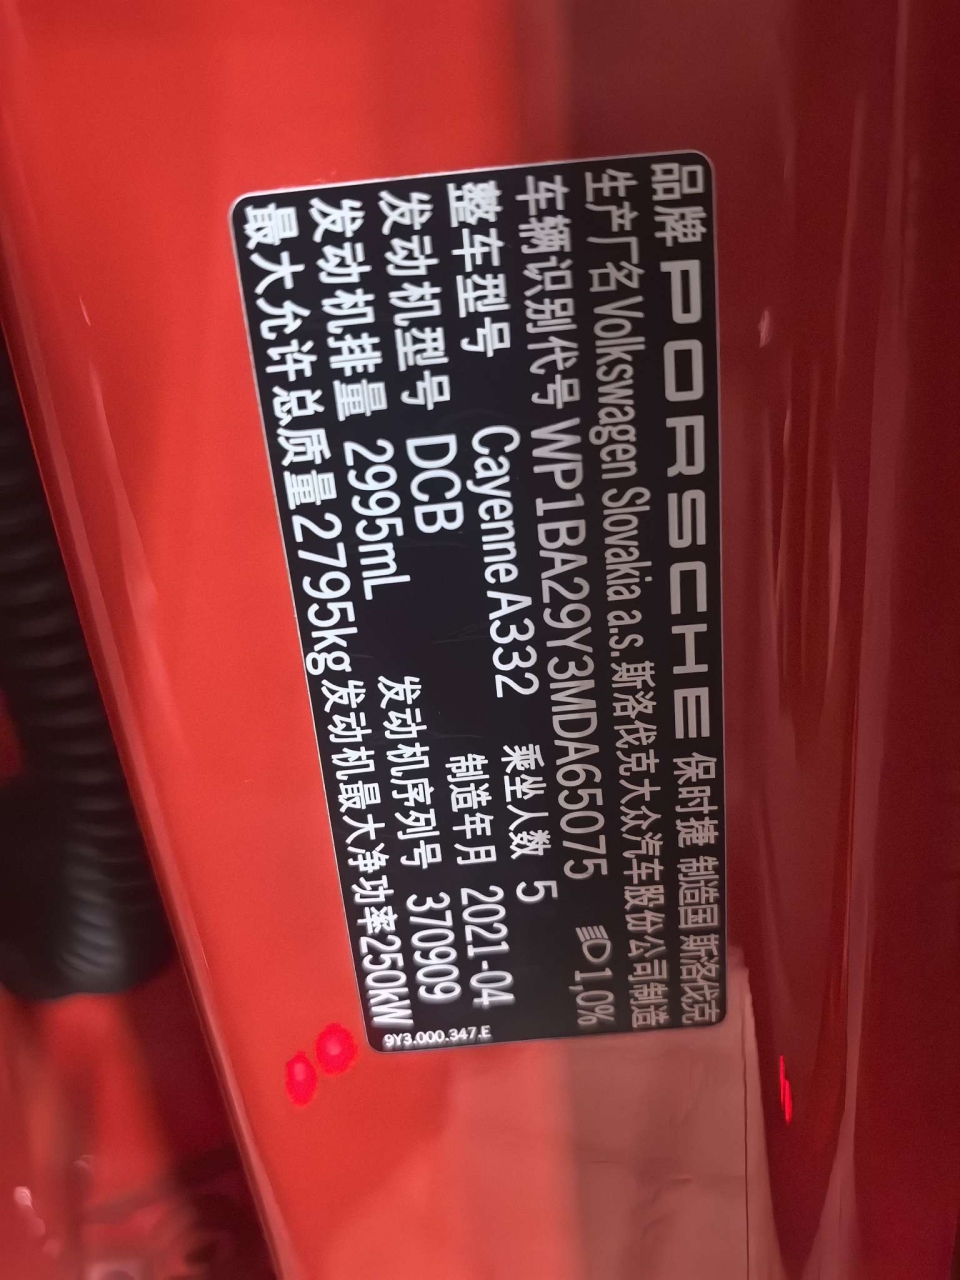 品牌 PORSCHE 保时捷 制造国 斯洛伐克
生产厂名 Volkswagen Slovakia a.s. 斯洛伐克大众汽车股份公司制造
车辆识别代号 WP1BA29Y3MDA65075 1,0%
整车型号 Cayenne A332 乘坐人数 5
发动机型号 DCB 制造年月 2021-04
发动机排量 2995mL 发动机序列号 370909
最大允许总质量 2795kg 发动机最大净功率 250kW
9Y3.000.347.E